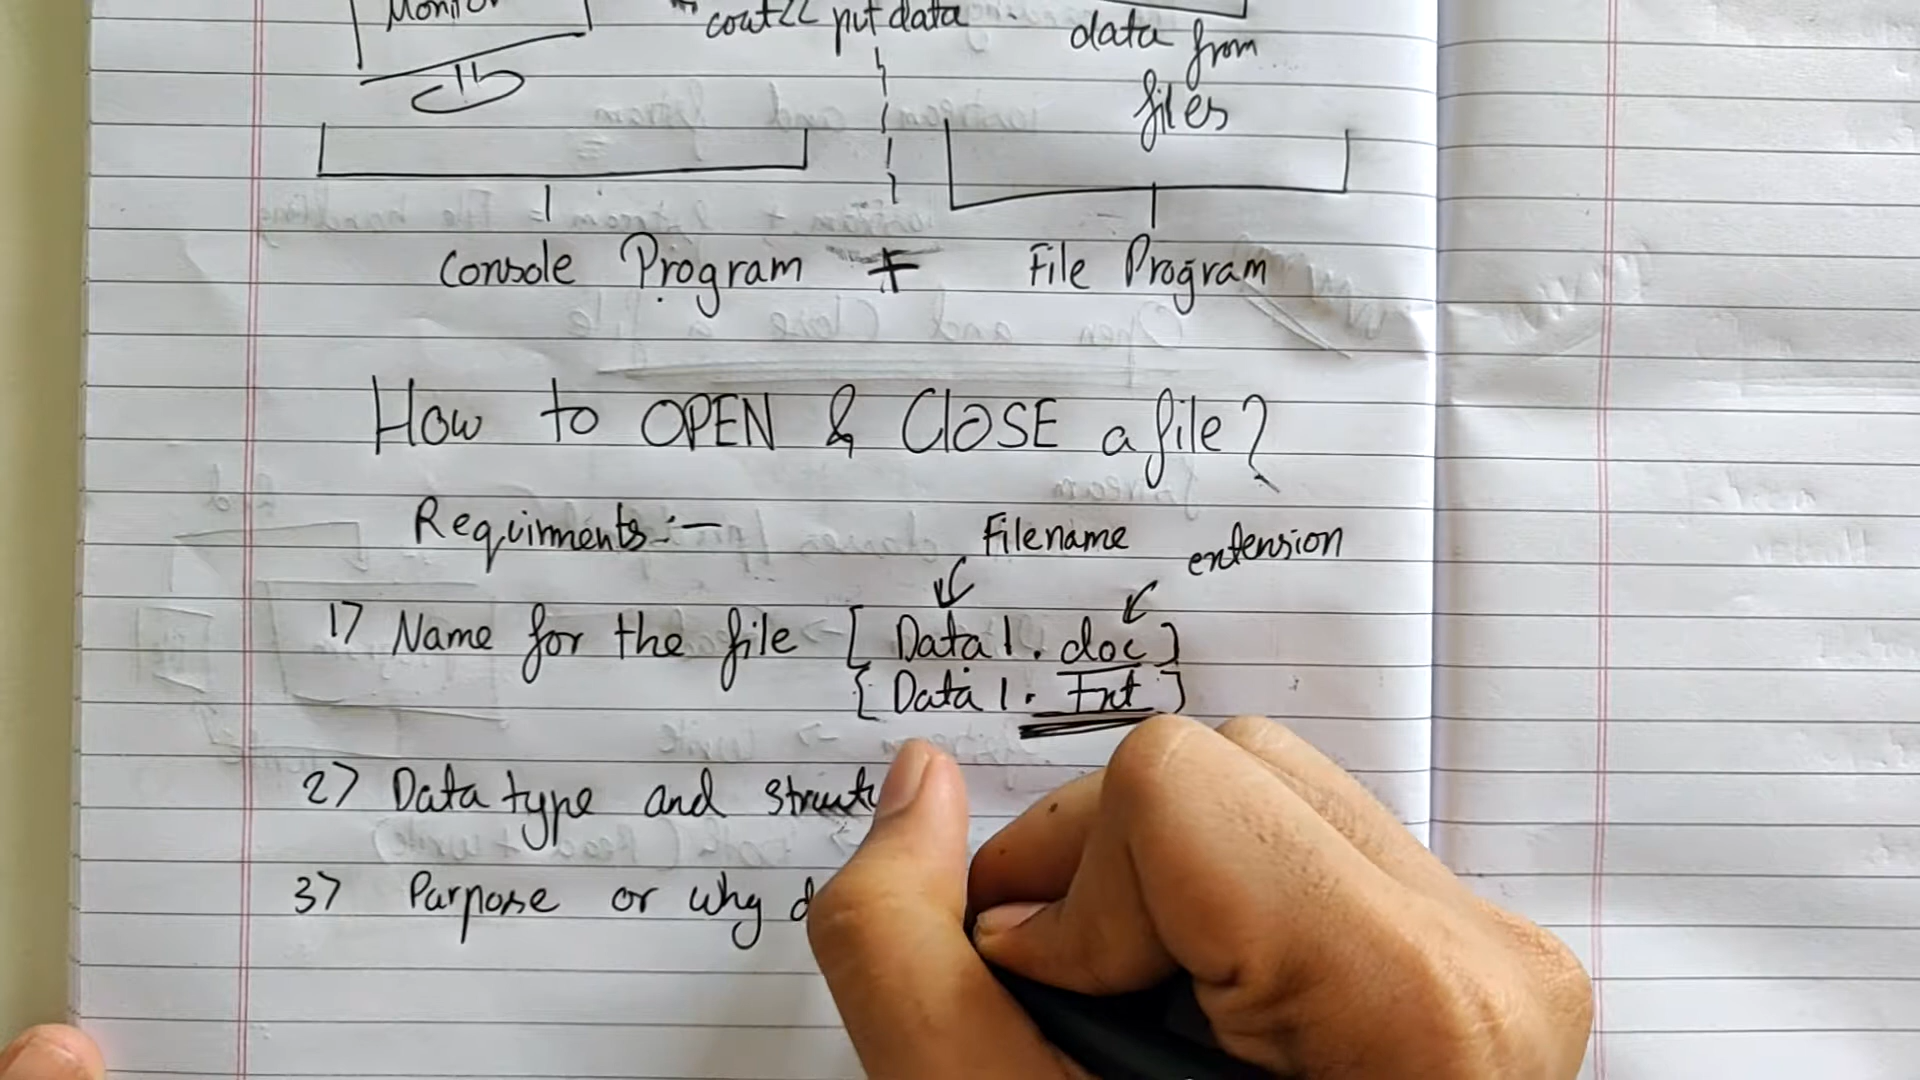 Monitor cout<< put data
data from
files
Console Program + File Program
How to OPEN & ClOSE a file?
Requirments:-
Filename extension
1) Name for the file [ Data1.doc ]
[ Data1.txt ]
2) Data type and
3) Purpose or why